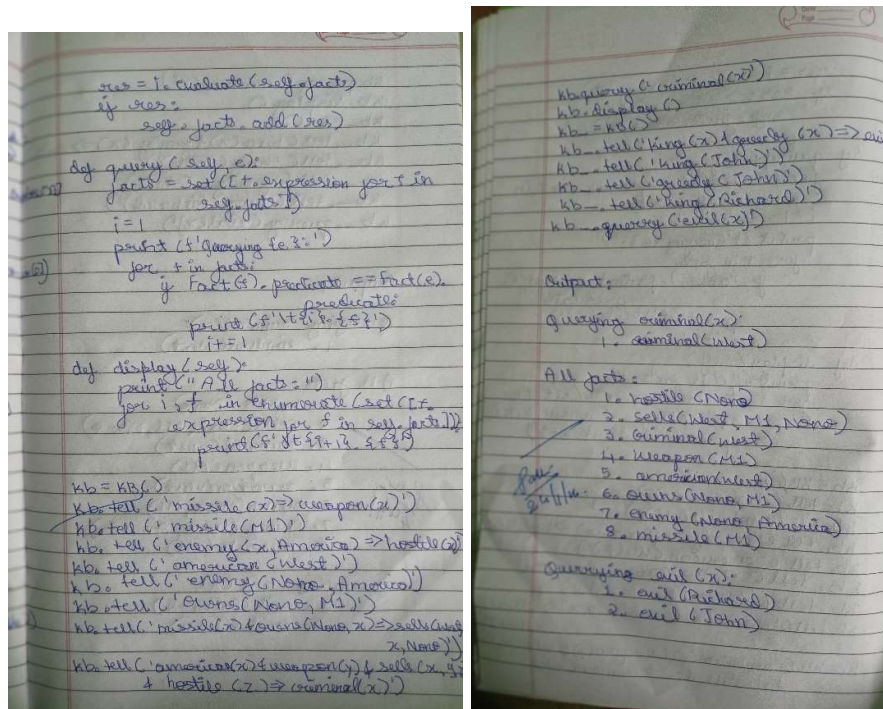 res = i.evaluate(self.facts)
if res:
self.facts.add(res)
def query(self, e):
facts = set([f.expression for f in
self.facts])
i=1
print(f'Querying {e}:')
for f in facts:
if Fact(f).predicate == Fact(e).
predicate:
print(f'\t{i}.{f}')
i+=1
def display(self):
print("All facts:")
for i, f in enumerate(set([f.
expression for f in self.facts])):
print(f'\t{i+1}.{f}')
kb = KB()
kb.tell('missile(x)=>weapon(x)')
kb.tell('missile(M1)')
kb.tell('enemy(x,America)=>hostile(x)')
kb.tell('american(West)')
kb.tell('enemy(Nono,America)')
kb.tell('owns(Nono,M1)')
kb.tell('missile(x)&owns(Nono,x)=>sells(West,
x,Nono)')
kb.tell('american(x)&weapon(y)&sells(x,y,z)
& hostile(z)=>criminal(x)')
kb.query('criminal(x)')
kb.display()
kb_ = KB()
kb_.tell('King(x)&greedy(x)=>evil
kb_.tell('King(John)')
kb_.tell('greedy(John)')
kb_.tell('King(Richard)')
kb_.querry('evil(x)')
Output:
Querying criminal(x):
1. criminal(West)
All facts:
1. hostile(Nono)
2. sells(West, M1, Nono)
3. criminal(West)
4. weapon(M1)
5. american(West)
6. owns(Nono, M1)
7. enemy(Nono, America)
8. missile(M1)
Querrying evil(x):
1. evil(Richard)
2. evil(John)